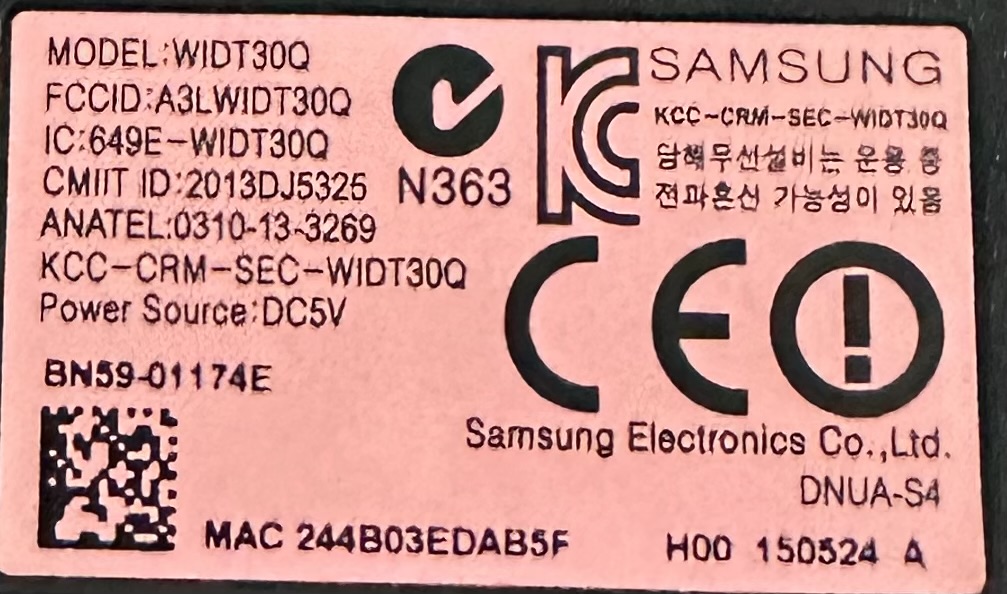 MODEL:WIDT30Q
FCCID:A3LWIDT30Q
IC:649E-WIDT30Q
CMIIT ID:2013DJ5325
ANATEL:0310-13-3269
KCC-CRM-SEC-WIDT30Q
Power Source:DC5V
BN59-01174E
N363
SAMSUNG
KCC-CRM-SEC-WIDT30Q
당해무선설비는 운용 중
전파혼신 가능성이 있음
CE
Samsung Electronics Co.,Ltd.
DNUA-S4
MAC 244B03EDAB5F
H00 150524 A